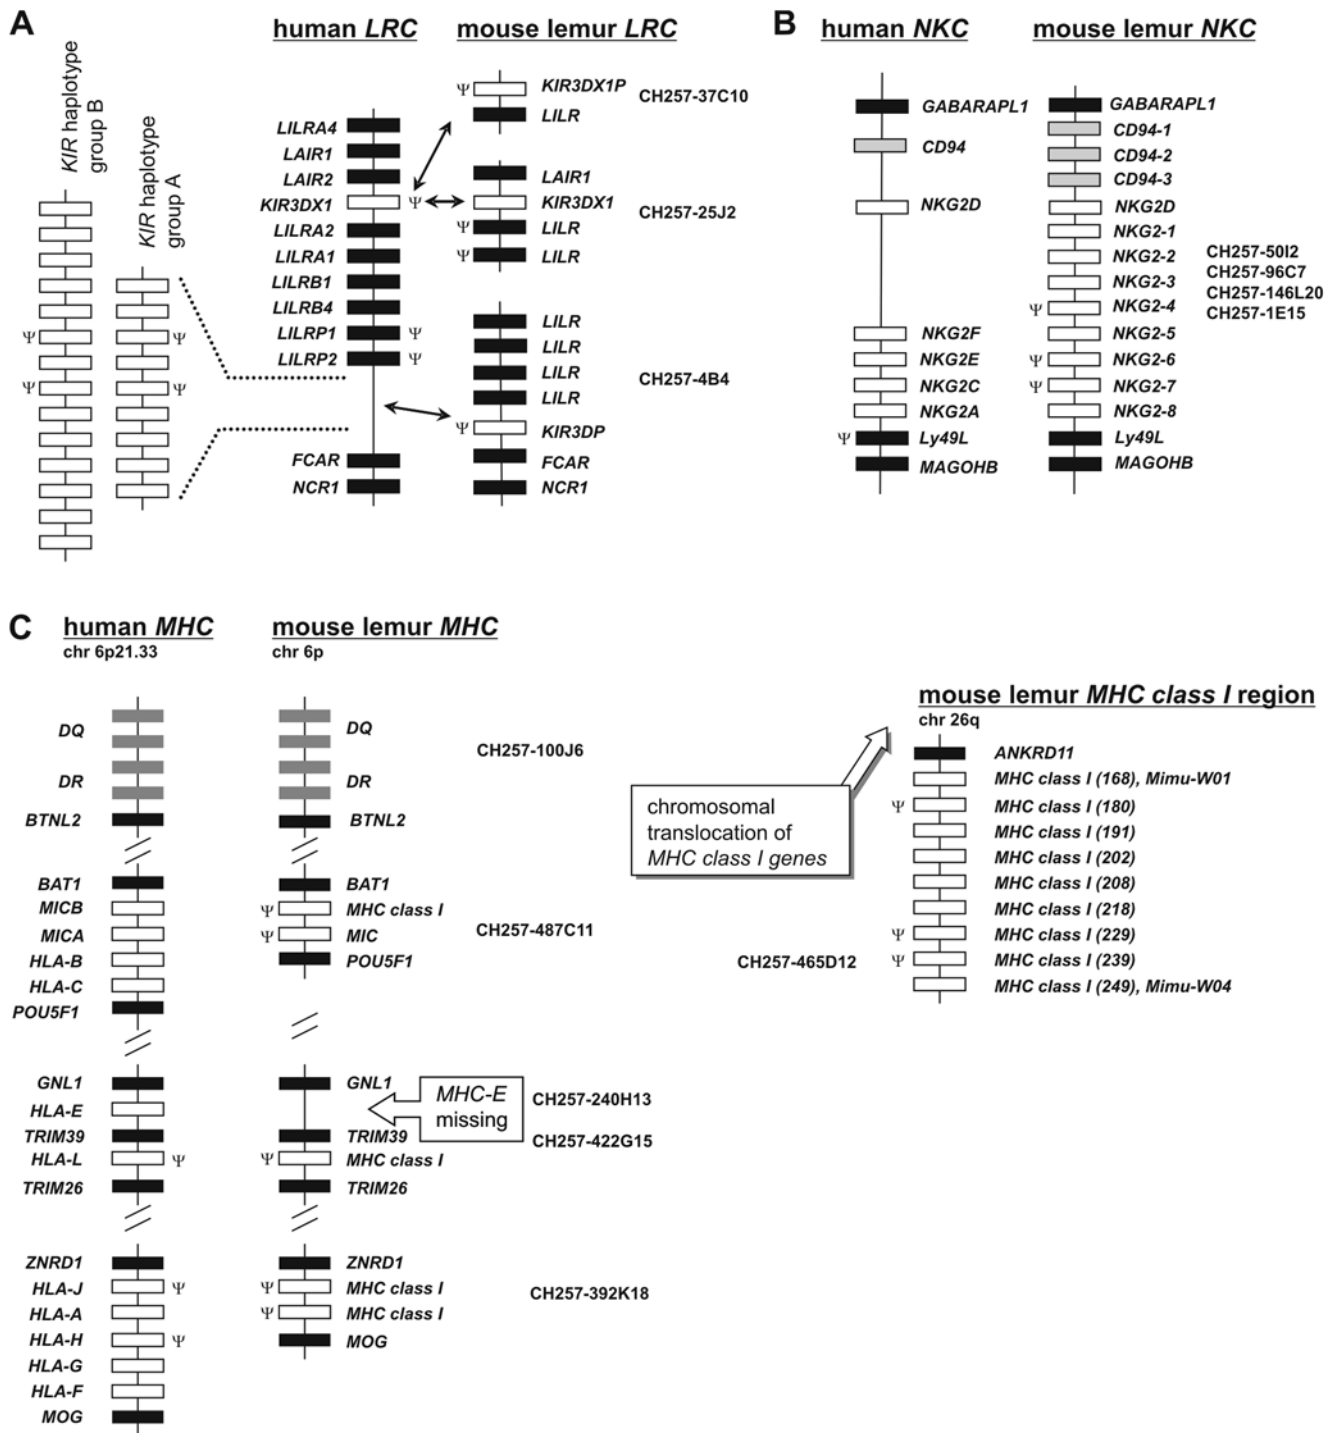 A
human LRC
mouse lemur LRC
KIR haplotype
group B
KIR haplotype
group A
Ψ
Ψ
Ψ
Ψ
LILRA4
LAIR1
LAIR2
KIR3DX1 Ψ
LILRA2
LILRA1
LILRB1
LILRB4
LILRP1 Ψ
LILRP2 Ψ
FCAR
NCR1
Ψ KIR3DX1P
LILR
CH257-37C10
LAIR1
KIR3DX1
Ψ LILR
Ψ LILR
CH257-25J2
LILR
LILR
LILR
LILR
Ψ KIR3DP
FCAR
NCR1
CH257-4B4
B
human NKC
mouse lemur NKC
GABARAPL1
CD94
NKG2D
NKG2F
NKG2E
NKG2C
NKG2A
Ψ Ly49L
MAGOHB
GABARAPL1
CD94-1
CD94-2
CD94-3
NKG2D
NKG2-1
NKG2-2
NKG2-3
Ψ NKG2-4
NKG2-5
Ψ NKG2-6
Ψ NKG2-7
NKG2-8
Ly49L
MAGOHB
CH257-50I2
CH257-96C7
CH257-146L20
CH257-1E15
C
human MHC
chr 6p21.33
mouse lemur MHC
chr 6p
DQ
DR
BTNL2
BAT1
MICB
MICA
HLA-B
HLA-C
POU5F1
GNL1
HLA-E
TRIM39
HLA-L Ψ
TRIM26
ZNRD1
HLA-J Ψ
HLA-A
HLA-H Ψ
HLA-G
HLA-F
MOG
DQ
DR
BTNL2
CH257-100J6
BAT1
Ψ MHC class I
Ψ MIC
POU5F1
CH257-487C11
GNL1
MHC-E
missing
TRIM39
Ψ MHC class I
TRIM26
CH257-240H13
CH257-422G15
ZNRD1
Ψ MHC class I
Ψ MHC class I
MOG
CH257-392K18
chromosomal
translocation of
MHC class I genes
mouse lemur MHC class I region
chr 26q
ANKRD11
MHC class I (168), Mimu-W01
Ψ MHC class I (180)
MHC class I (191)
MHC class I (202)
MHC class I (208)
MHC class I (218)
Ψ MHC class I (229)
CH257-465D12 Ψ MHC class I (239)
MHC class I (249), Mimu-W04